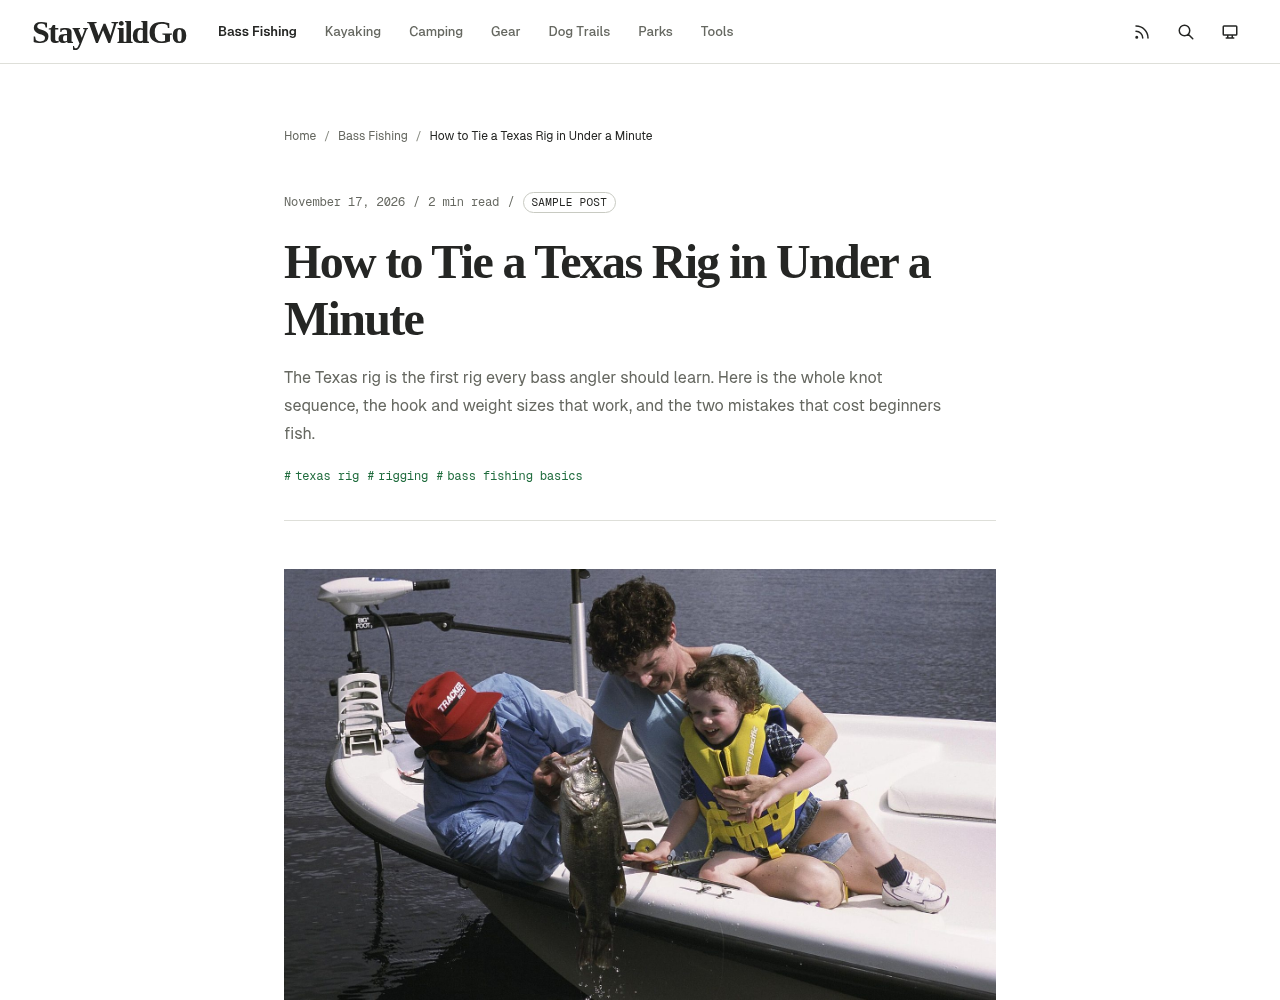 StayWildGo Bass Fishing Kayaking Camping Gear Dog Trails Parks Tools
Home / Bass Fishing / How to Tie a Texas Rig in Under a Minute
November 17, 2026 / 2 min read / SAMPLE POST
How to Tie a Texas Rig in Under a
Minute
The Texas rig is the first rig every bass angler should learn. Here is the whole knot
sequence, the hook and weight sizes that work, and the two mistakes that cost beginners
fish.
# texas rig # rigging # bass fishing basics
BIG
FOOT
TRACKER
ean pacific